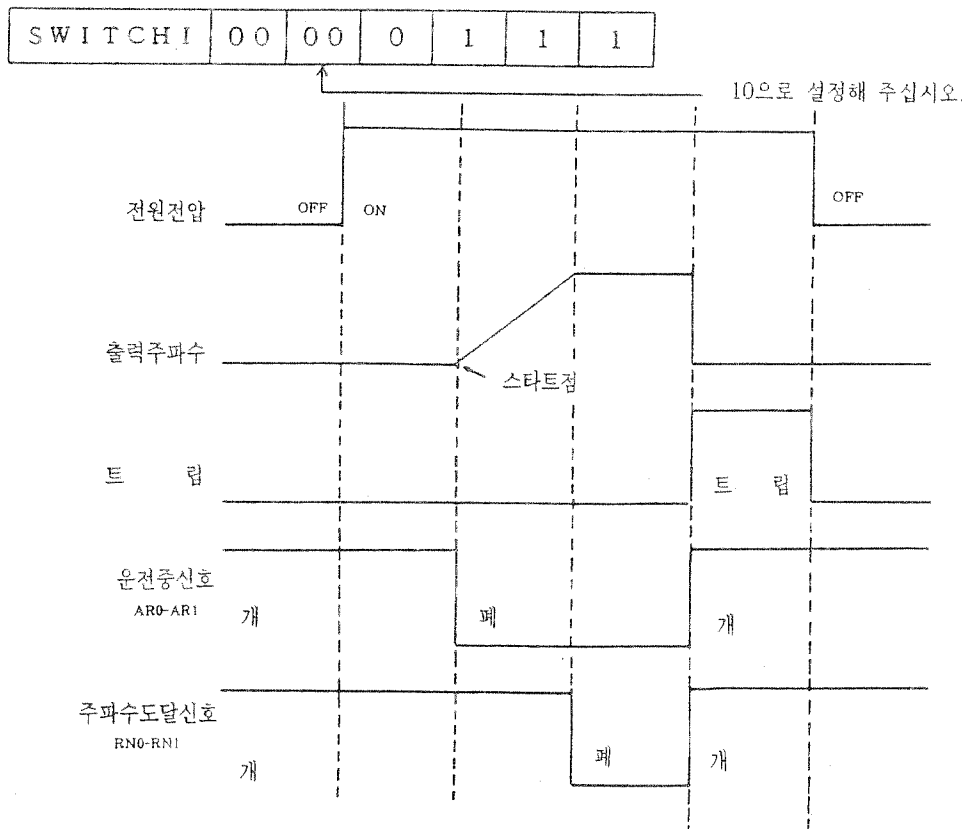 SWITCH1 00 00 0 1 1 1
10으로 설정해 주십시오.
전원전압 OFF ON OFF
출력주파수
스타트점
트 립 트 립
운전중신호
AR0-AR1 개 폐 개
주파수도달신호
RN0-RN1
개 폐 개